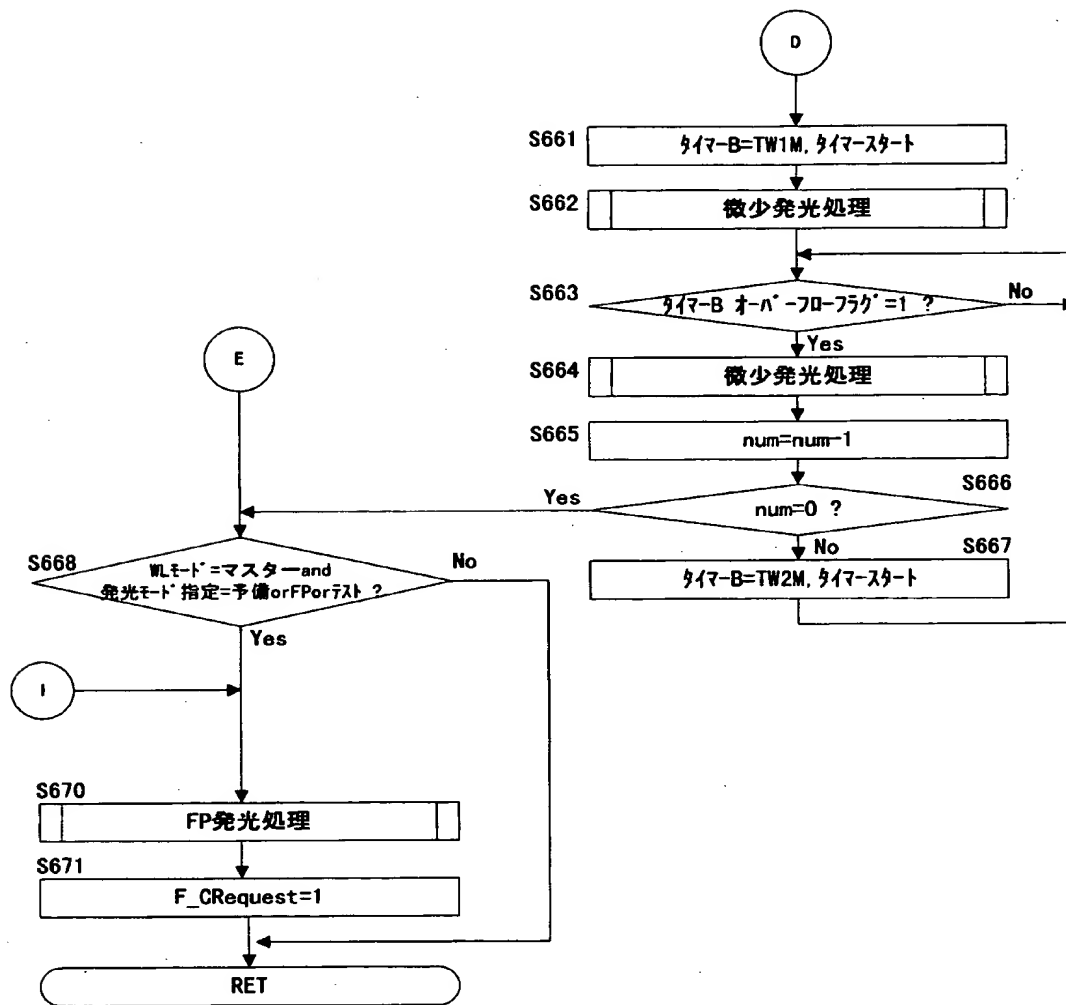 D
S661
タイマーB=TW1M, タイマースタート
S662
微少発光処理
S663
タイマーB オーバーフローフラグ=1 ?
No
Yes
S664
微少発光処理
S665
num=num-1
S666
num=0 ?
Yes
No
S667
タイマーB=TW2M, タイマースタート
E
S668
WLモード=マスターand
発光モード指定=予備orFPorテスト ?
No
Yes
I
S670
FP発光処理
S671
F_CRequest=1
RET